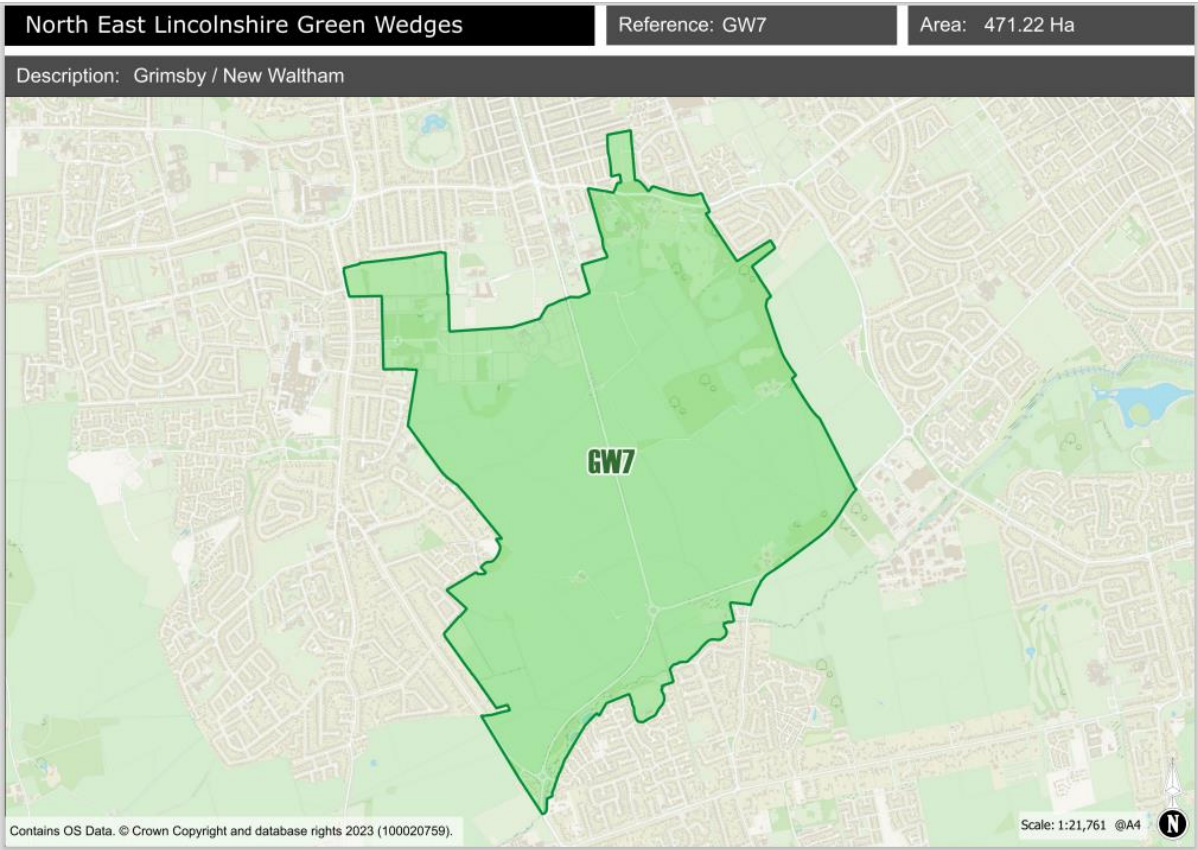 North East Lincolnshire Green Wedges
Reference: GW7
Area: 471.22 Ha
Description: Grimsby / New Waltham
GW7
Contains OS Data. © Crown Copyright and database rights 2023 (100020759).
Scale: 1:21,761 @A4
N